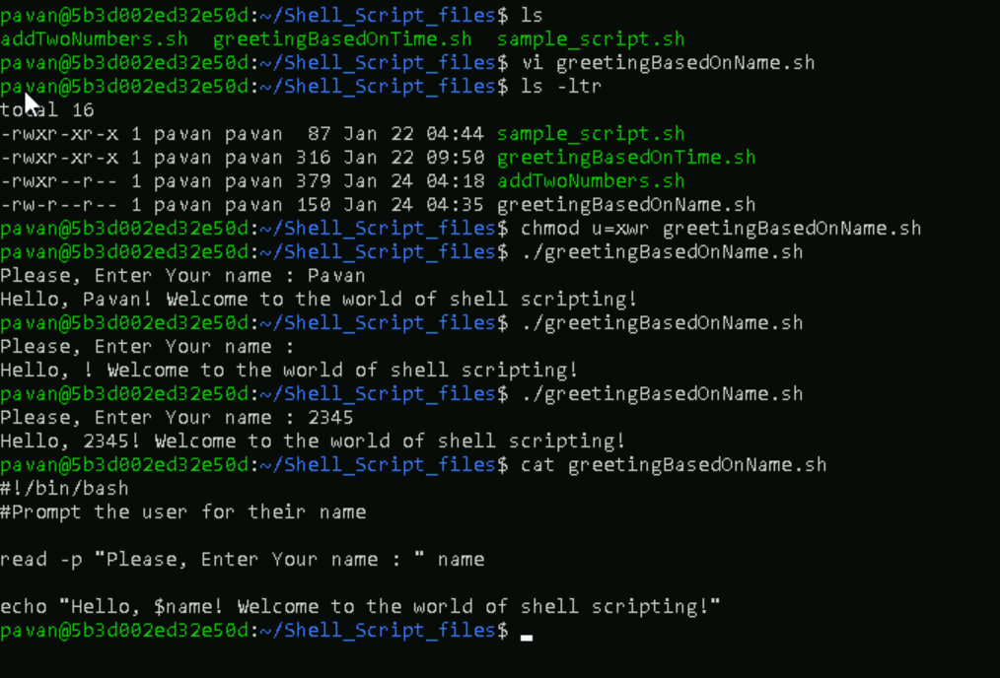 pavan@5b3d002ed32e50d:~/Shell_Script_files$ ls
addTwoNumbers.sh  greetingBasedOnTime.sh  sample_script.sh
pavan@5b3d002ed32e50d:~/Shell_Script_files$ vi greetingBasedOnName.sh
pavan@5b3d002ed32e50d:~/Shell_Script_files$ ls -ltr
total 16
-rwxr-xr-x 1 pavan pavan  87 Jan 22 04:44 sample_script.sh
-rwxr-xr-x 1 pavan pavan 316 Jan 22 09:50 greetingBasedOnTime.sh
-rwxr--r-- 1 pavan pavan 379 Jan 24 04:18 addTwoNumbers.sh
-rw-r--r-- 1 pavan pavan 150 Jan 24 04:35 greetingBasedOnName.sh
pavan@5b3d002ed32e50d:~/Shell_Script_files$ chmod u=xwr greetingBasedOnName.sh
pavan@5b3d002ed32e50d:~/Shell_Script_files$ ./greetingBasedOnName.sh
Please, Enter Your name : Pavan
Hello, Pavan! Welcome to the world of shell scripting!
pavan@5b3d002ed32e50d:~/Shell_Script_files$ ./greetingBasedOnName.sh
Please, Enter Your name :
Hello, ! Welcome to the world of shell scripting!
pavan@5b3d002ed32e50d:~/Shell_Script_files$ ./greetingBasedOnName.sh
Please, Enter Your name : 2345
Hello, 2345! Welcome to the world of shell scripting!
pavan@5b3d002ed32e50d:~/Shell_Script_files$ cat greetingBasedOnName.sh
#!/bin/bash
#Prompt the user for their name
read -p "Please, Enter Your name : " name
echo "Hello, $name! Welcome to the world of shell scripting!"
pavan@5b3d002ed32e50d:~/Shell_Script_files$